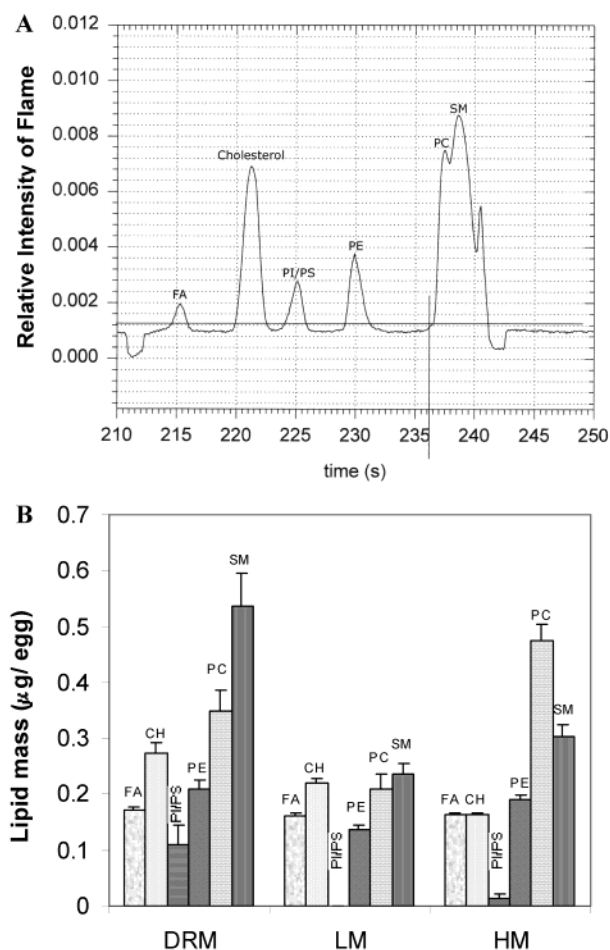 A
0.012
0.010
0.008
0.006
0.004
0.002
0.000
Relative Intensity of Flame
FA
Cholesterol
PI/PS
PE
PC
SM
210 215 220 225 230 235 240 245 250
time (s)
B
0.7
0.6
0.5
0.4
0.3
0.2
0.1
0
Lipid mass (µg/ egg)
FA
CH
PI/PS
PE
PC
SM
FA
CH
PI/PS
PE
PC
SM
FA
CH
PI/PS
PE
PC
SM
DRM LM HM